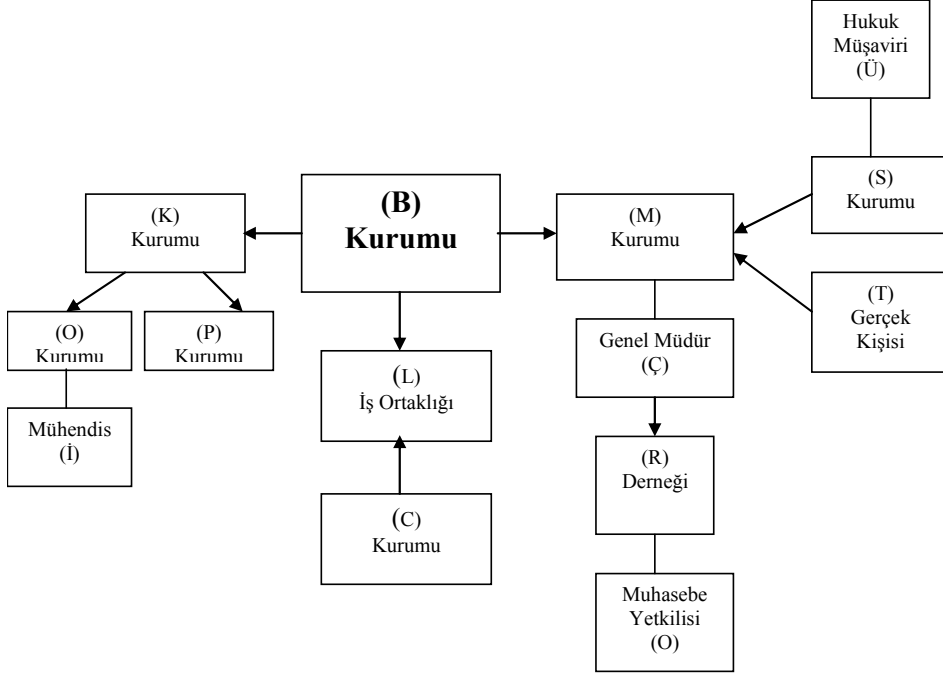 Hukuk
Müşaviri
(Ü)
(S)
Kurumu
(B)
Kurumu
(K)
Kurumu
(M)
Kurumu
(T)
Gerçek
Kişisi
(O)
Kurumu
(P)
Kurumu
Genel Müdür
(Ç)
(L)
İş Ortaklığı
Mühendis
(İ)
(R)
Derneği
(C)
Kurumu
Muhasebe
Yetkilisi
(O)